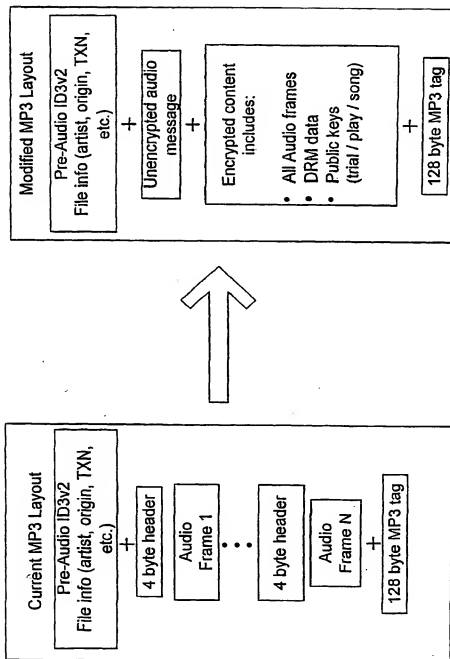 Current MP3 Layout
Pre-Audio ID3v2
File info (artist, origin, TXN,
etc.)
+
4 byte header
Audio
Frame 1
4 byte header
Audio
Frame N
+
128 byte MP3 tag
Modified MP3 Layout
Pre-Audio ID3v2
File info (artist, origin, TXN,
etc.)
+
Unencrypted audio
message
+
Encrypted content
includes:
• All Audio frames
• DRM data
• Public keys
(trial / play / song)
+
128 byte MP3 tag